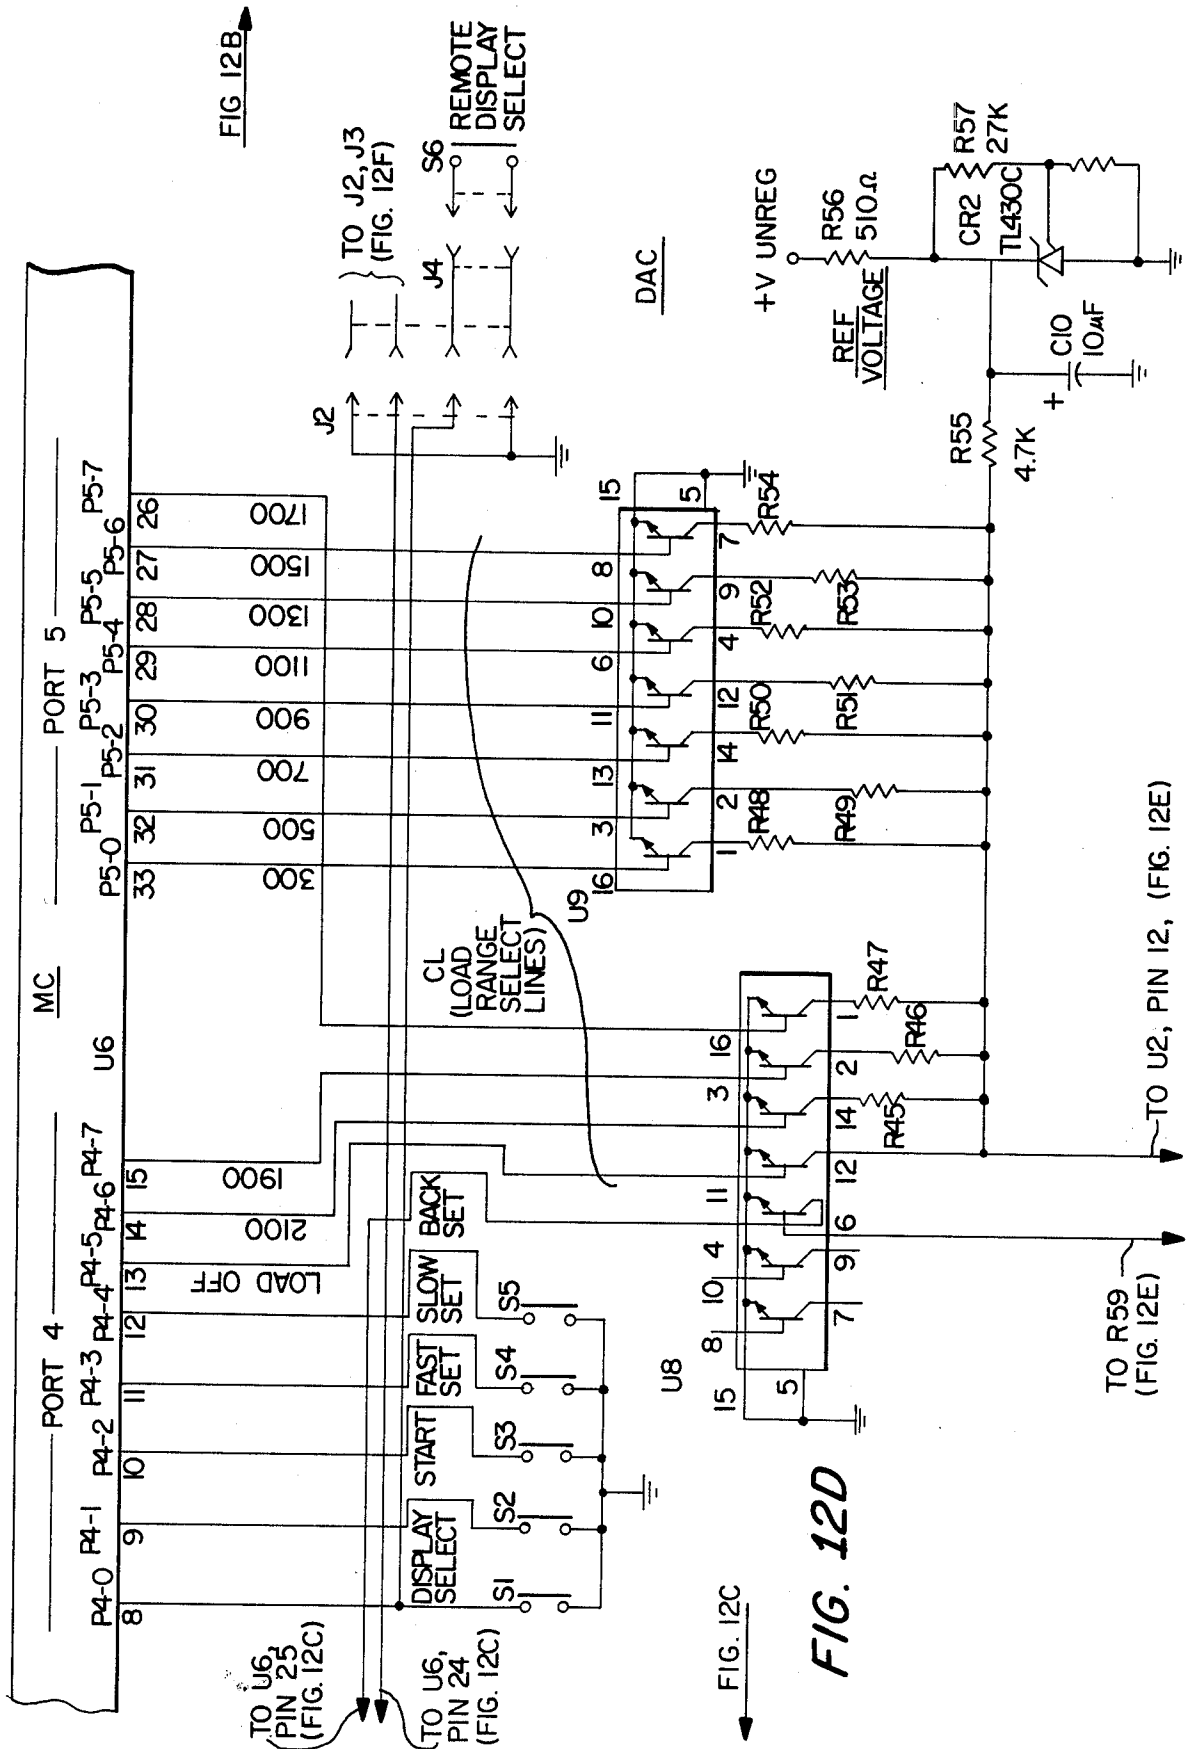 FIG 12B
MC
PORT 4
U6
PORT 5
P4-0
P4-1
P4-2
P4-3
P4-4
P4-5
P4-6
P4-7
P5-0
P5-1
P5-2
P5-3
P5-4
P5-5
P5-6
P5-7
8
9
10
11
12
13
14
15
33
32
31
30
29
28
27
26
LOAD OFF
2100
1900
300
500
700
900
1100
1300
1500
1700
TO U6,
PIN 25
(FIG. 12C)
TO U6,
PIN 24
(FIG. 12C)
DISPLAY
SELECT
START
FAST
SET
SLOW
SET
BACK
SET
S1
S2
S3
S4
S5
CL
(LOAD
RANGE
SELECT
LINES)
J2
TO J2, J3
(FIG. 12F)
J4
S6
REMOTE
DISPLAY
SELECT
U9
16
3
13
11
6
10
8
15
5
1
2
14
12
4
9
7
R48
R49
R50
R51
R52
R53
R54
DAC
U8
15
5
8
10
4
11
3
16
7
9
6
12
14
2
1
R45
R46
R47
+V UNREG
R56
510Ω
REF
VOLTAGE
CR2
TL430C
R57
27K
R55
4.7K
+
C10
10µF
TO R59
(FIG. 12E)
TO U2, PIN 12, (FIG. 12E)
FIG. 12C
FIG. 12D